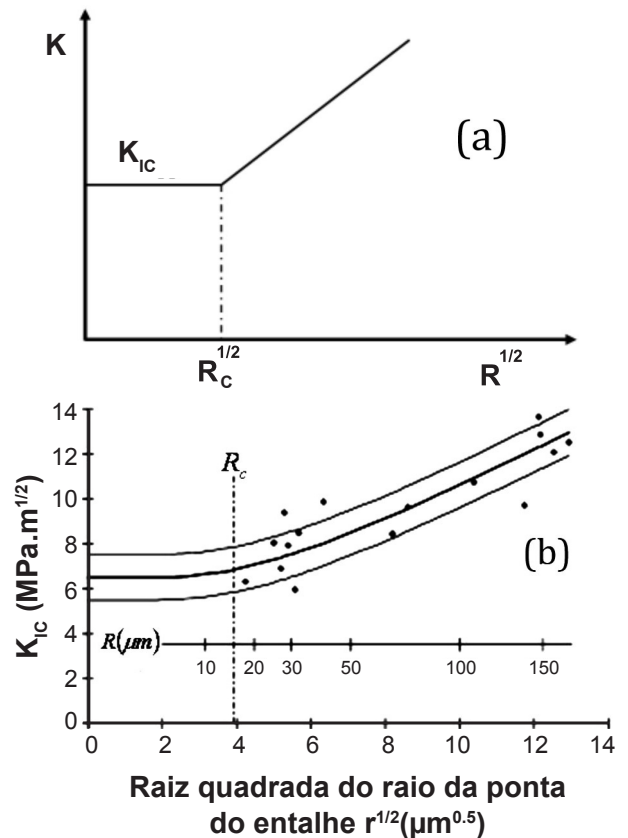 K
K_IC
(a)
R_C^1/2
R^1/2
14
12
10
8
6
4
2
0
K_IC (MPa.m^1/2)
R_c
(b)
R(μm)
10 20 30 50 100 150
0 2 4 6 8 10 12 14
Raiz quadrada do raio da ponta
do entalhe r^1/2(μm^0.5)